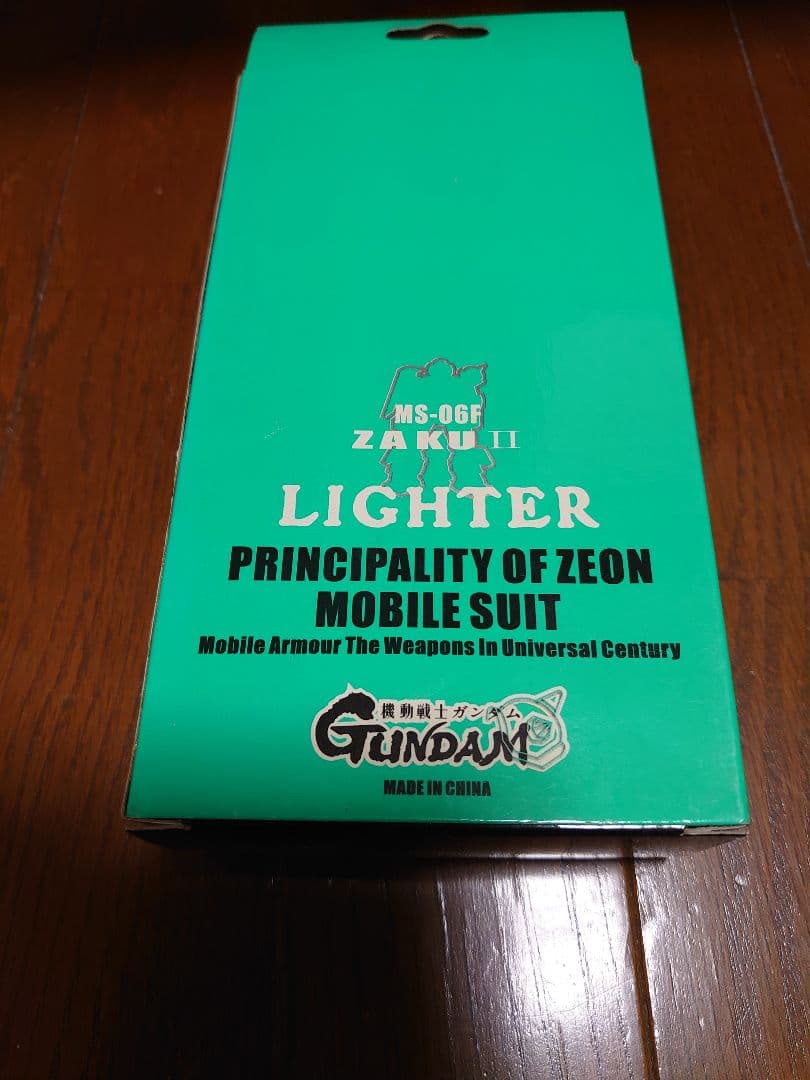 MS-06F
ZAKU II
LIGHTER
PRINCIPALITY OF ZEON
MOBILE SUIT
Mobile Armour The Weapons In Universal Century
機動戦士ガンダム
GUNDAM
MADE IN CHINA